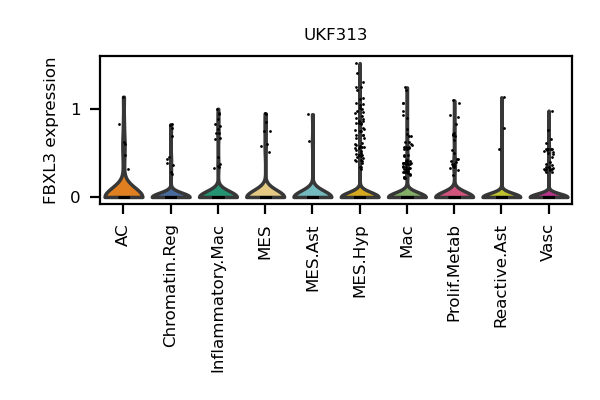 UKF313
FBXL3 expression
1
0
AC
Chromatin.Reg
Inflammatory.Mac
MES
MES.Ast
MES.Hyp
Mac
Prolif.Metab
Reactive.Ast
Vasc